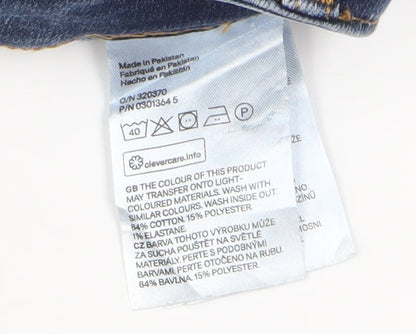 Made in Pakistan
Fabriqué en Pakistan
Hecho en Pakistan
O/N 320370
P/N 0301364 5
40 P
clevercare.info
GB THE COLOUR OF THIS PRODUCT
MAY TRANSFER ONTO LIGHT-
COLOURED MATERIALS. WASH WITH
SIMILAR COLOURS. WASH INSIDE OUT
84% COTTON. 15% POLYESTER.
1% ELASTANE.
CZ BARVA TOHOTO VÝROBKU MŮŽE
ZA SUCHA POUŠTĚT NA SVĚTLÉ
MATERIÁLY. PERTE S PODOBNÝMI
BARVAMI. PERTE OTOČENÉ NA RUBU.
84% BAVLNA. 15% POLYESTER.